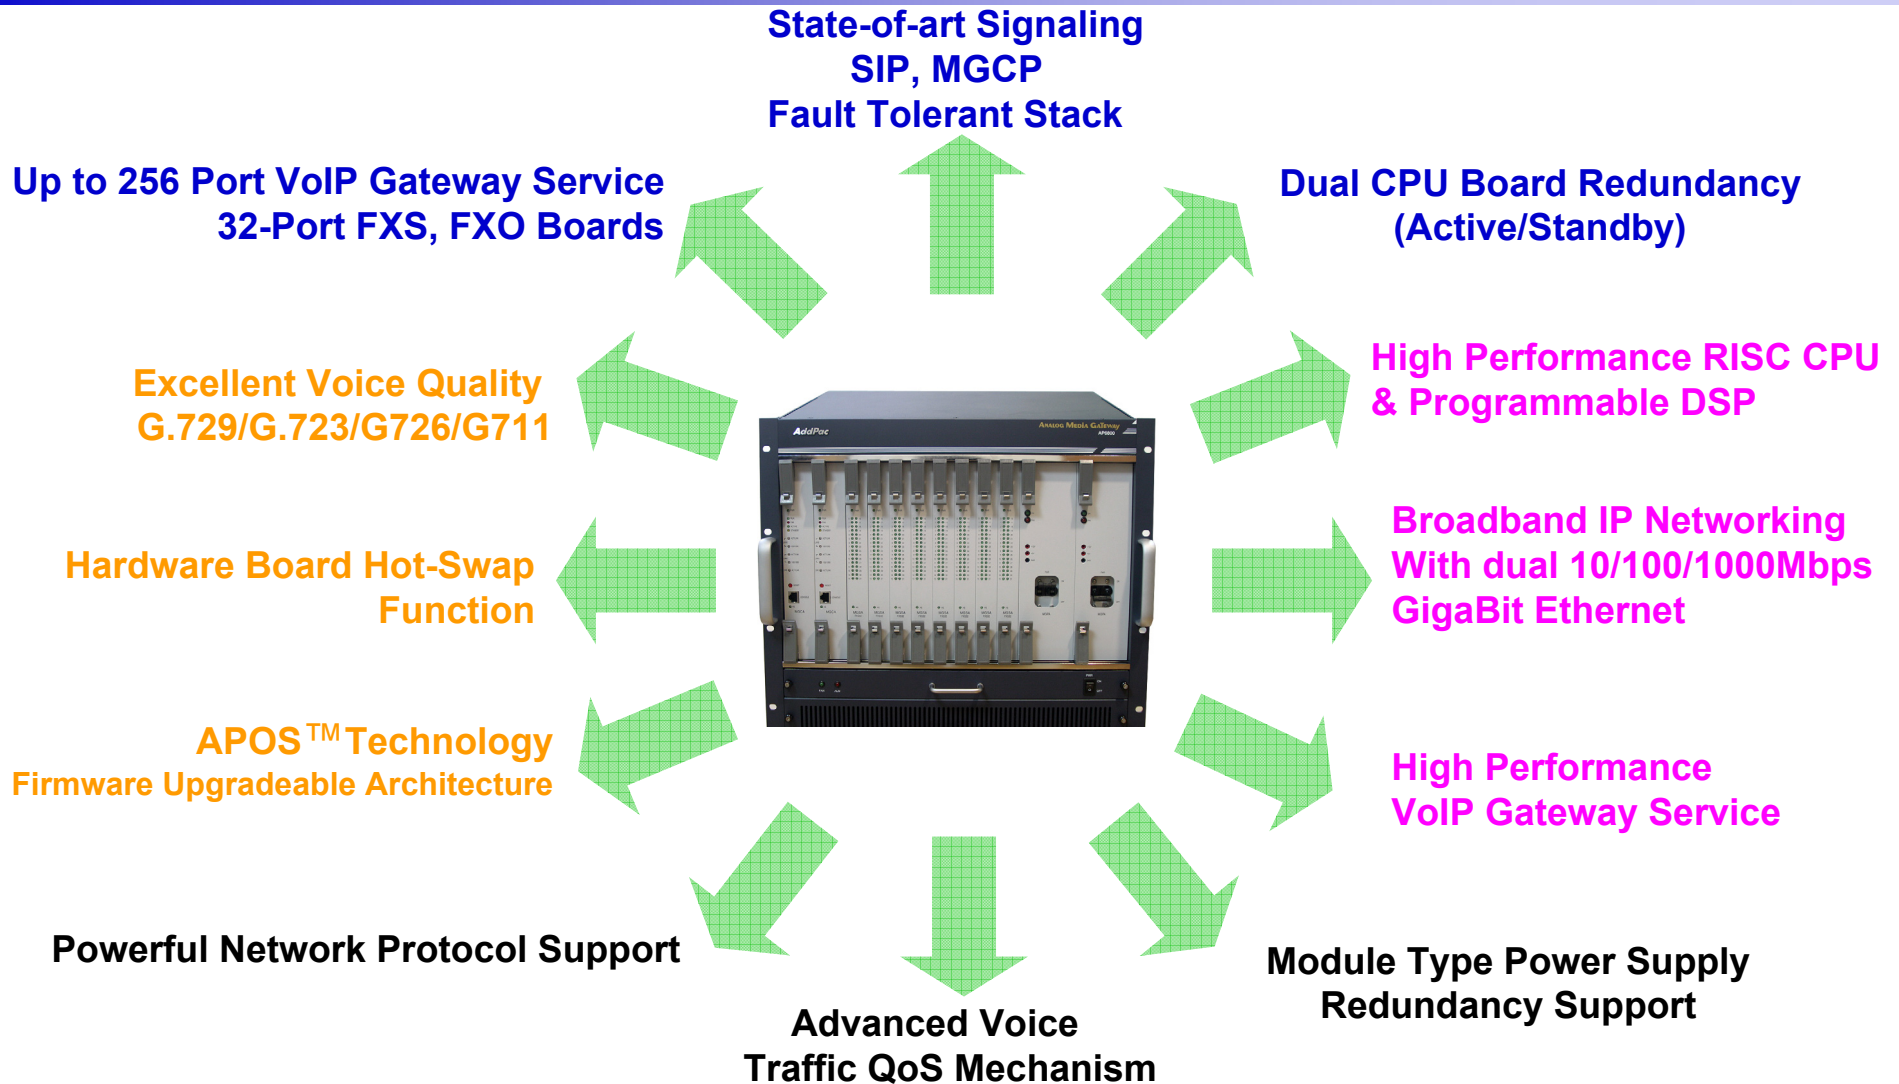 State-of-art Signaling
SIP, MGCP
Fault Tolerant Stack
Up to 256 Port VoIP Gateway Service
32-Port FXS, FXO Boards
Dual CPU Board Redundancy
(Active/Standby)
Excellent Voice Quality
G.729/G.723/G726/G711
High Performance RISC CPU
& Programmable DSP
AddPac
Analog Media Gateway
Hardware Board Hot-Swap
Function
Broadband IP Networking
With dual 10/100/1000Mbps
GigaBit Ethernet
APOS™Technology
Firmware Upgradeable Architecture
High Performance
VoIP Gateway Service
Powerful Network Protocol Support
Module Type Power Supply
Redundancy Support
Advanced Voice
Traffic QoS Mechanism